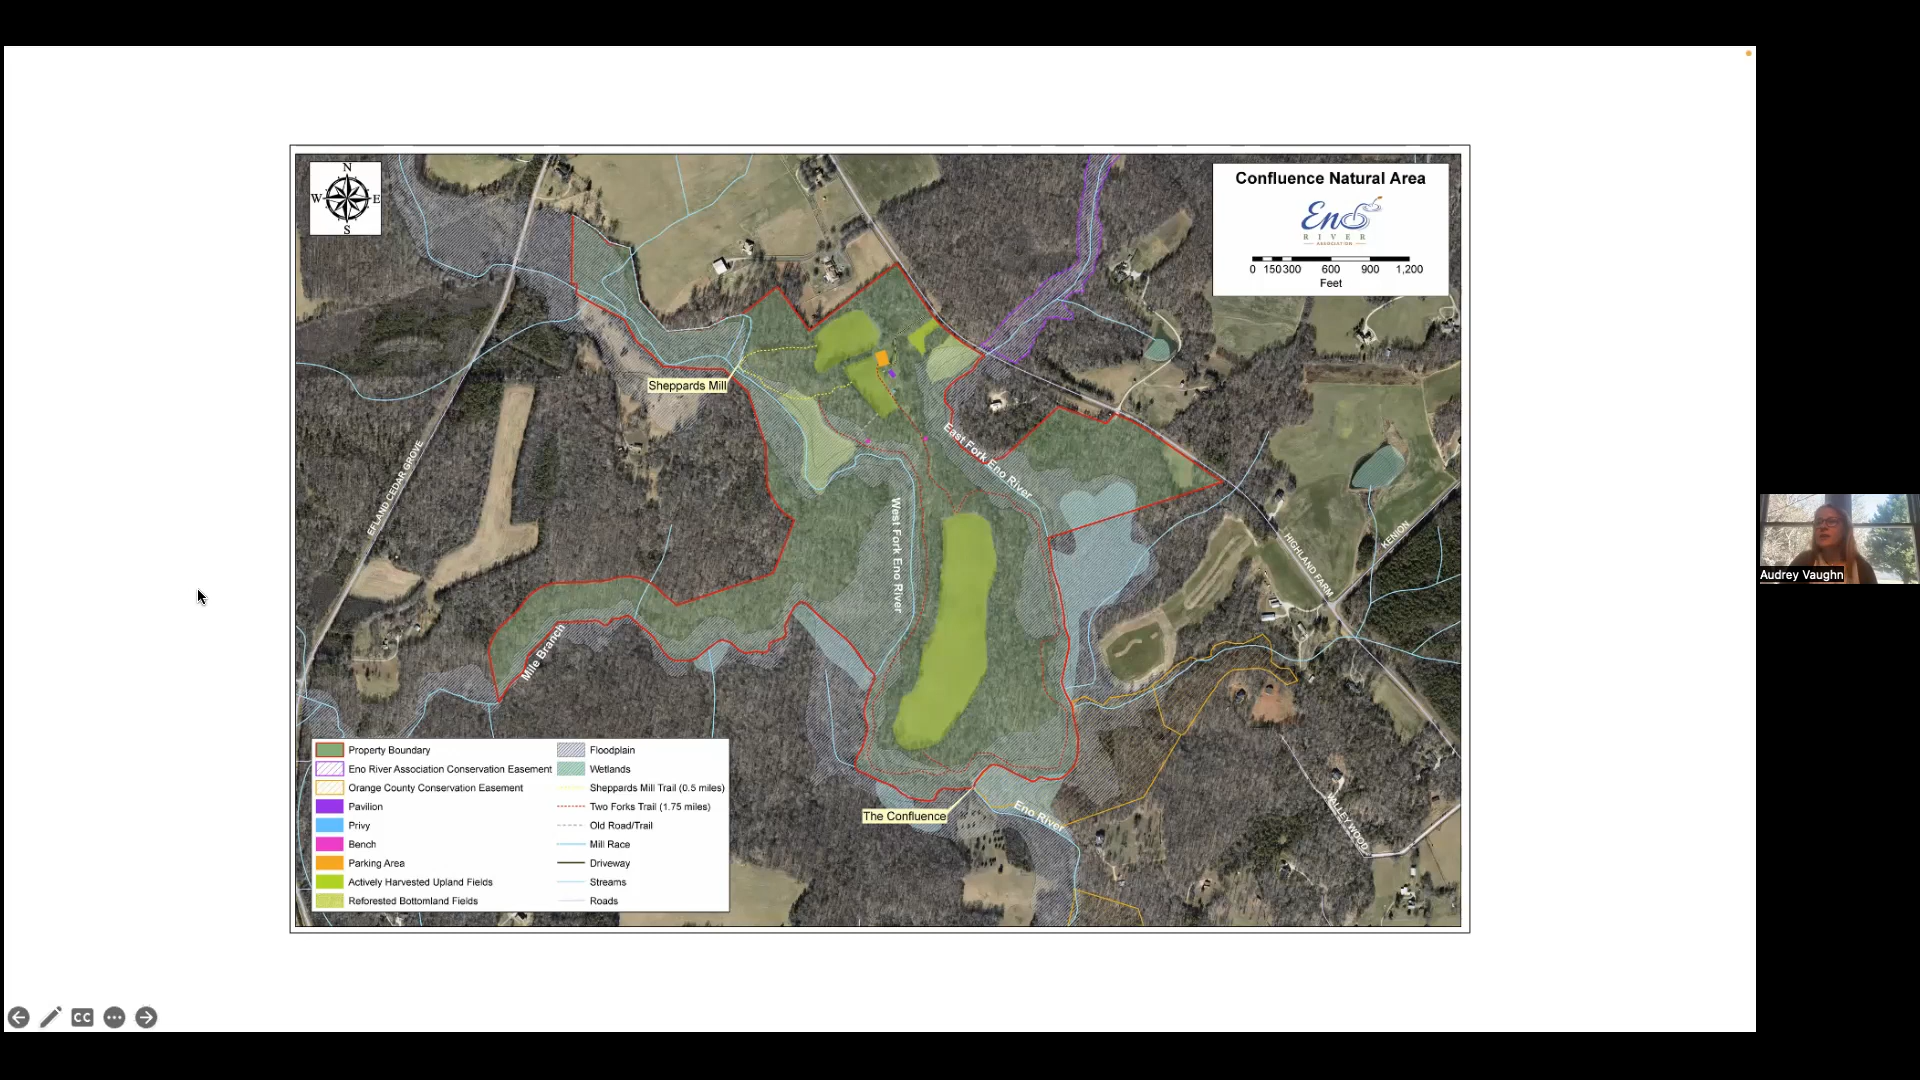 N
W E
S
Confluence Natural Area
Eno
RIVER
ASSOCIATION
0 150 300 600 900 1,200
Feet
Sheppards Mill
EFLAND CEDAR GROVE
East Fork Eno River
West Fork Eno River
HIGHLAND FARM
KENION
Mile Branch
The Confluence
Eno River
VALLEY WOOD
Property Boundary
Eno River Association Conservation Easement
Orange County Conservation Easement
Pavilion
Privy
Bench
Parking Area
Actively Harvested Upland Fields
Reforested Bottomland Fields
Floodplain
Wetlands
Sheppards Mill Trail (0.5 miles)
Two Forks Trail (1.75 miles)
Old Road/Trail
Mill Race
Driveway
Streams
Roads
Audrey Vaughn
CC